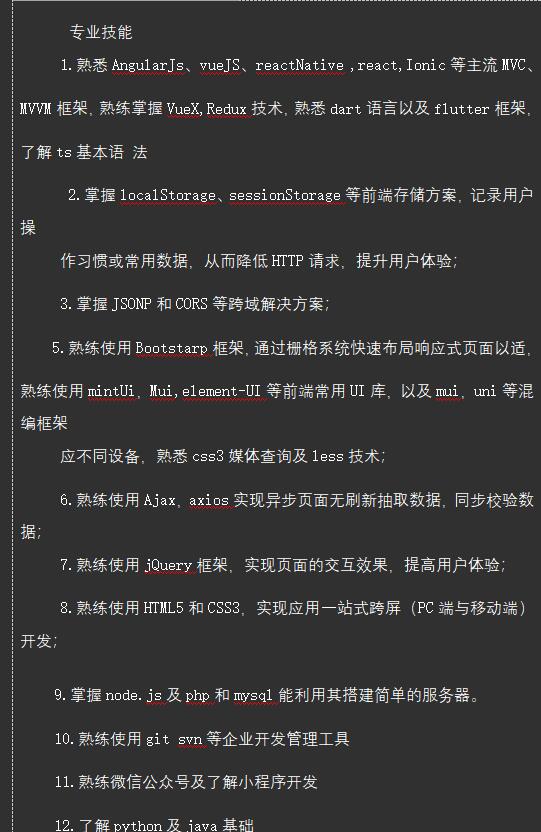 专业技能
1.熟悉 AngularJs、vueJS、reactNative ,react,Ionic 等主流 MVC、
MVVM 框架，熟练掌握 VueX,Redux 技术，熟悉 dart 语言以及 flutter 框架，
了解 ts 基本语 法
2.掌握 localStorage、sessionStorage 等前端存储方案，记录用户
操
作习惯或常用数据，从而降低 HTTP 请求，提升用户体验；
3.掌握 JSONP 和 CORS 等跨域解决方案；
5.熟练使用 Bootstarp 框架，通过栅格系统快速布局响应式页面以适，
熟练使用 mintUi，Mui,element-UI 等前端常用 UI 库，以及 mui，uni 等混
编框架
应不同设备，熟悉 css3 媒体查询及 less 技术；
6.熟练使用 Ajax，axios 实现异步页面无刷新抽取数据，同步校验数
据；
7.熟练使用 jQuery 框架，实现页面的交互效果，提高用户体验；
8.熟练使用 HTML5 和 CSS3，实现应用一站式跨屏（PC 端与移动端）
开发；
9.掌握 node.js 及 php 和 mysql 能利用其搭建简单的服务器。
10.熟练使用 git svn 等企业开发管理工具
11.熟练微信公众号及了解小程序开发
12.了解 python 及 java 基础